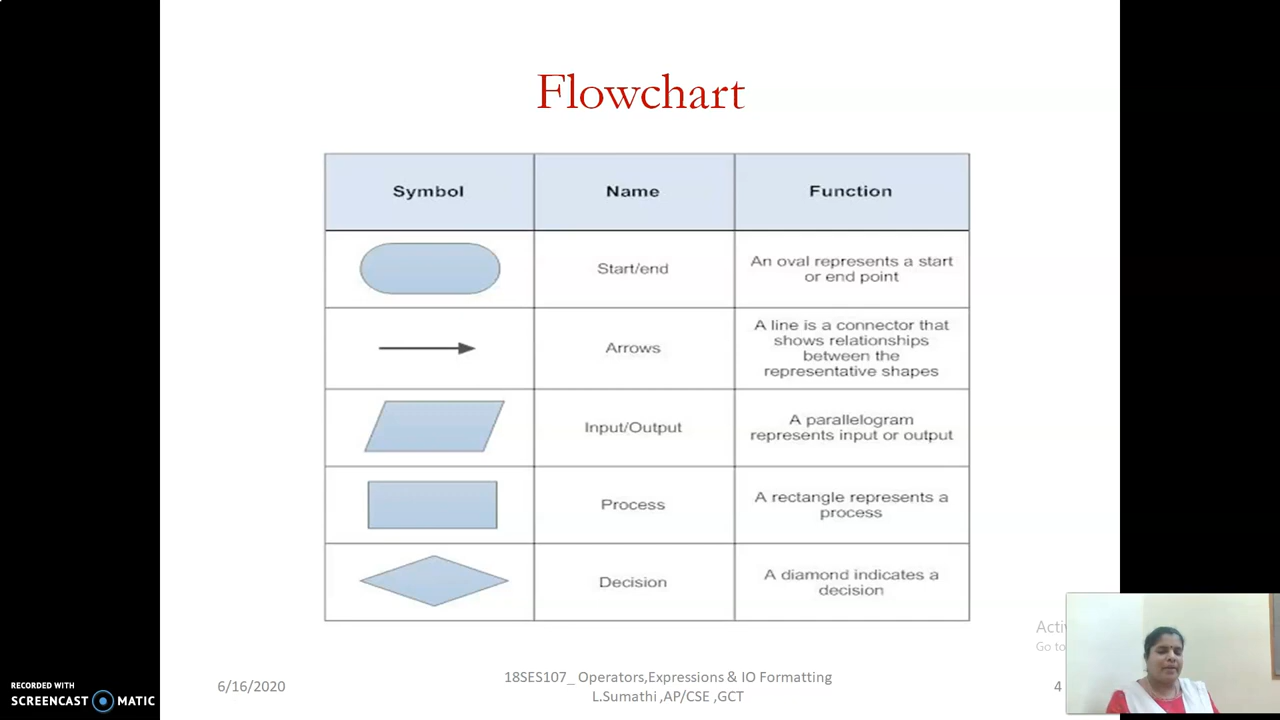 Flowchart
Symbol
Name
Function
Start/end
An oval represents a start
or end point
Arrows
A line is a connector that
shows relationships
between the
representative shapes
Input/Output
A parallelogram
represents input or output
Process
A rectangle represents a
process
Decision
A diamond indicates a
decision
Go to
6/16/2020
18SES107_ Operators,Expressions & IO Formatting
L.Sumathi ,AP/CSE ,GCT
4
RECORDED WITH
SCREENCAST MATIC